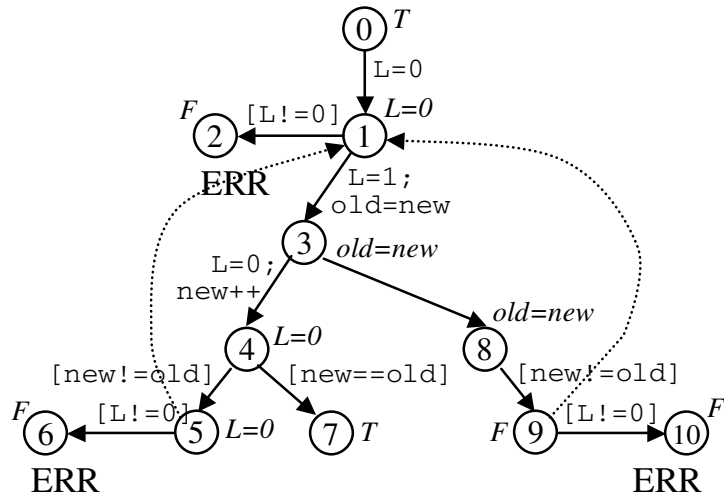 0 T
L=0
F [L!=0] L=0
2 1
ERR L=1;
old=new
3 old=new
L=0;
new++
old=new
4 L=0 8
[new!=old] [new==old] [new!=old]
F [L!=0] [L!=0] F
6 5 L=0 7 T F 9 10
ERR ERR